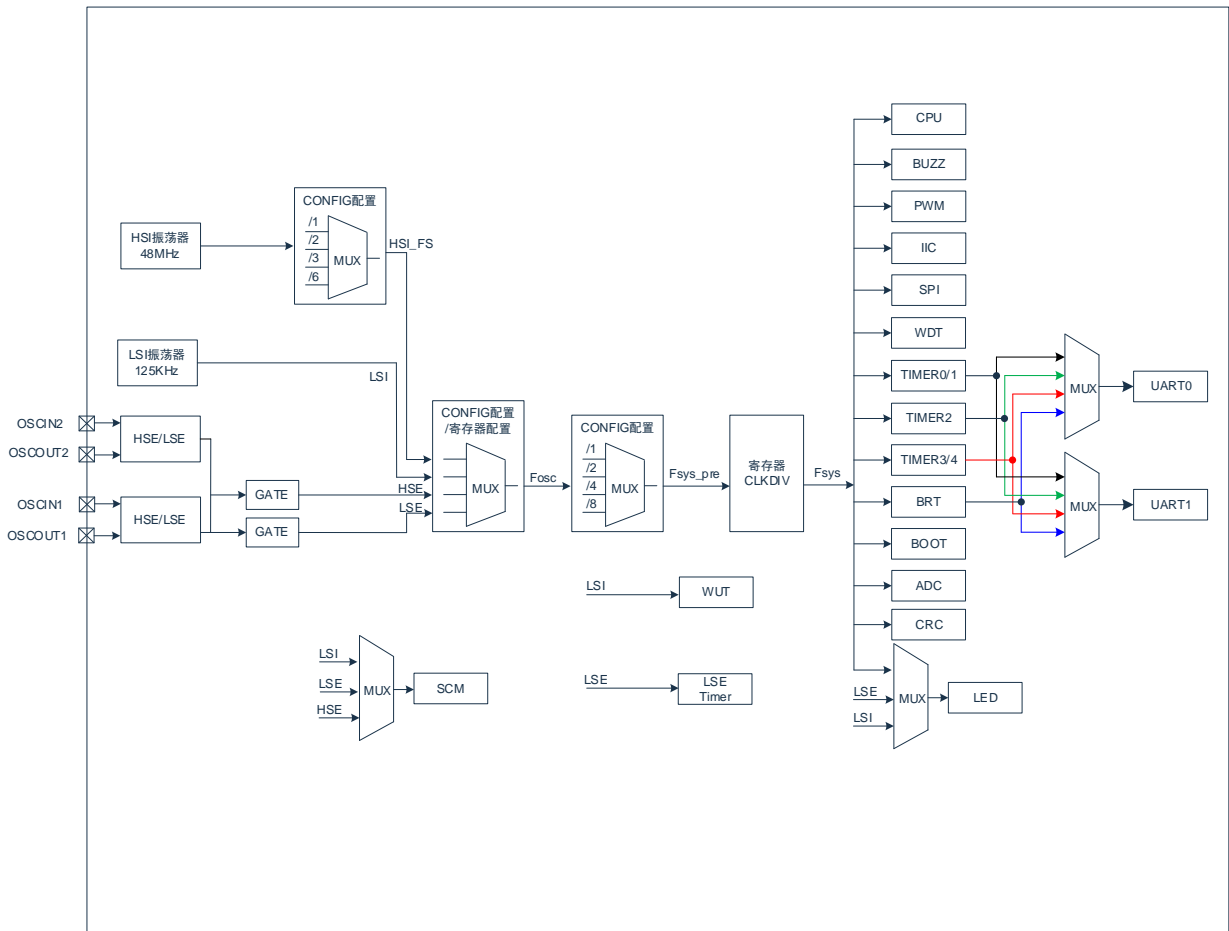 CPU
BUZZ
PWM
IIC
SPI
WDT
TIMER0/1
TIMER2
TIMER3/4
BRT
BOOT
ADC
CRC
CONFIG配置
/1
/2
/3
/6
MUX
HSI_FS
HSI振荡器
48MHz
LSI振荡器
125KHz
LSI
OSCIN2
OSCOUT2
HSE/LSE
OSCIN1
OSCOUT1
HSE/LSE
GATE
GATE
HSE
LSE
CONFIG配置
/寄存器配置
MUX
Fosc
CONFIG配置
/1
/2
/4
/8
MUX
Fsys_pre
寄存器
CLKDIV
Fsys
MUX
UART0
MUX
UART1
LSI
WUT
LSI
LSE
HSE
MUX
SCM
LSE
LSE
Timer
LSE
LSI
MUX
LED